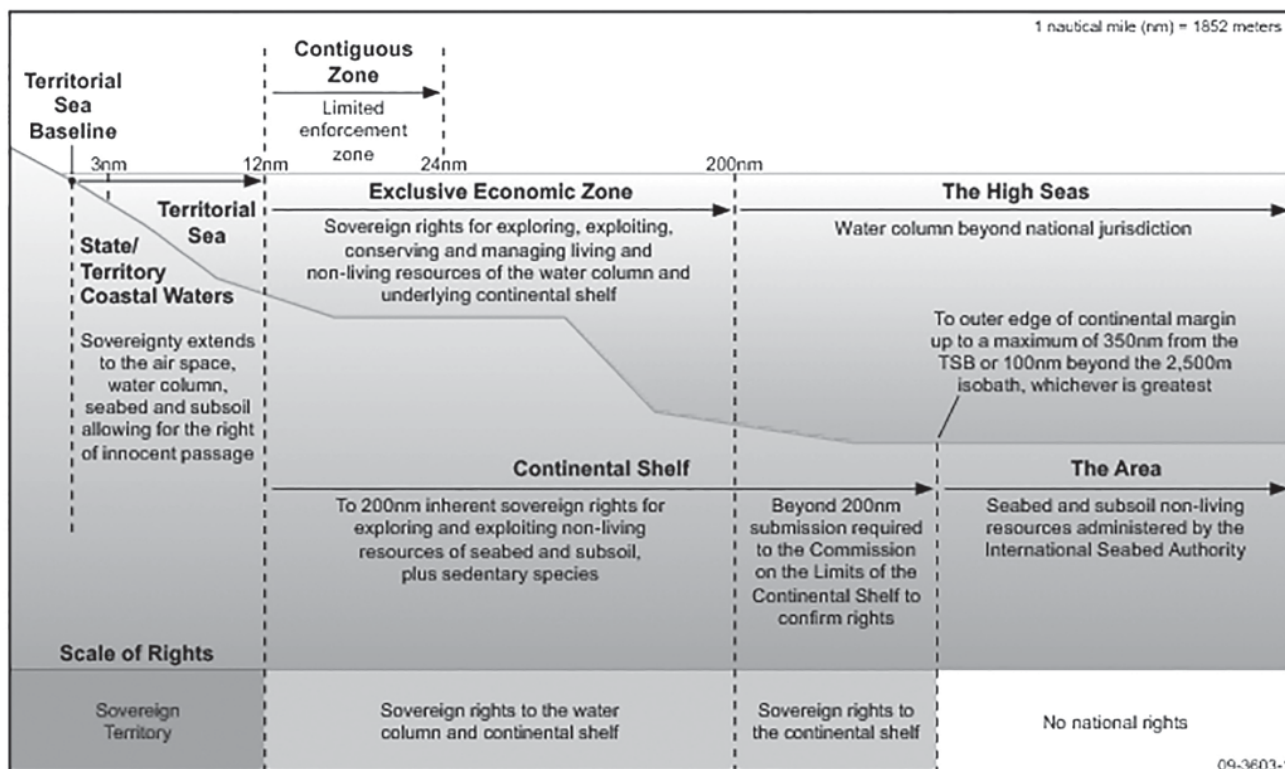 1 nautical mile (nm) = 1852 meters
Contiguous
Zone
Limited
enforcement
zone
Territorial
Sea
Baseline
3nm
12nm
24nm
200nm
Territorial
Sea
State/
Territory
Coastal Waters
Sovereignty extends
to the air space,
water column,
seabed and subsoil
allowing for the right
of innocent passage
Exclusive Economic Zone
Sovereign rights for exploring, exploiting,
conserving and managing living and
non-living resources of the water column and
underlying continental shelf
The High Seas
Water column beyond national jurisdiction
To outer edge of continental margin
up to a maximum of 350nm from the
TSB or 100nm beyond the 2,500m
isobath, whichever is greatest
Continental Shelf
To 200nm inherent sovereign rights for
exploring and exploiting non-living
resources of seabed and subsoil,
plus sedentary species
Beyond 200nm
submission required
to the Commission
on the Limits of the
Continental Shelf to
confirm rights
The Area
Seabed and subsoil non-living
resources administered by the
International Seabed Authority
Scale of Rights
Sovereign
Territory
Sovereign rights to the water
column and continental shelf
Sovereign rights to
the continental shelf
No national rights
09-3603-